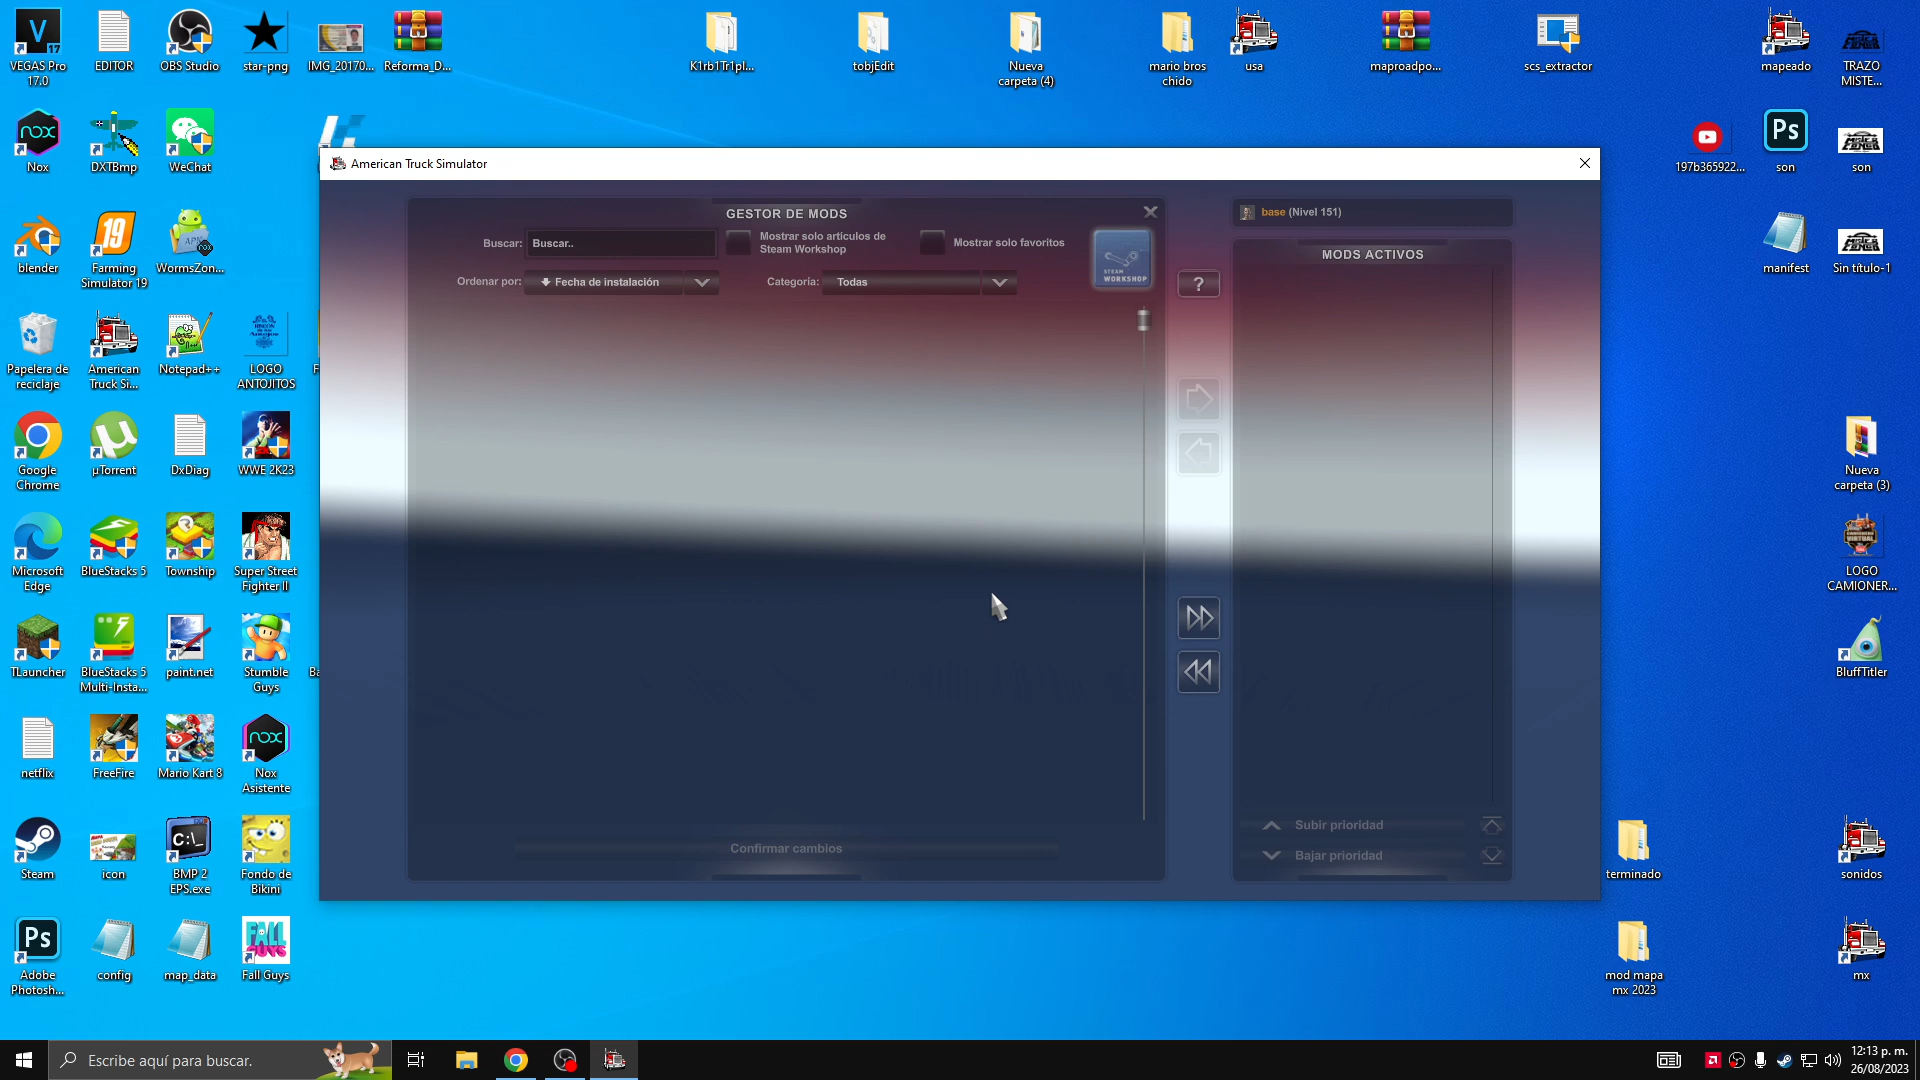 VEGAS Pro
17.0
EDITOR
OBS Studio
star-png
IMG_20170...
Reforma_D...
K1rb1Tr1pl...
tobjEdit
Nueva
carpeta (4)
mario bros
chido
usa
maproadpo...
scs_extractor
mapeado
TRAZO
MISTE...
Nox
DXTBmp
WeChat
197b365922...
son
son
blender
Farming
Simulator 19
WormsZon...
manifest
Sin título-1
American Truck Simulator
GESTOR DE MODS
Buscar:
Buscar..
Mostrar solo artículos de
Steam Workshop
Mostrar solo favoritos
Ordenar por:
Fecha de instalación
Categoría:
Todas
STEAM
WORKSHOP
?
base (Nivel 151)
MODS ACTIVOS
Subir prioridad
Bajar prioridad
Confirmar cambios
Papelera de
reciclaje
American
Truck Si...
Notepad++
LOGO
ANTOJITOS
F
Google
Chrome
µTorrent
DxDiag
WWE 2K23
Nueva
carpeta (3)
Microsoft
Edge
BlueStacks 5
Township
Super Street
Fighter II
LOGO
CAMIONER...
TLauncher
BlueStacks 5
Multi-Insta...
paint.net
Stumble
Guys
Ba
BluffTitler
netflix
FreeFire
Mario Kart 8
Nox
Asistente
Steam
icon
BMP 2
EPS.exe
Fondo de
Bikini
terminado
sonidos
Adobe
Photosh...
config
map_data
Fall Guys
mod mapa
mx 2023
mx
Escribe aquí para buscar.
12:13 p. m.
26/08/2023